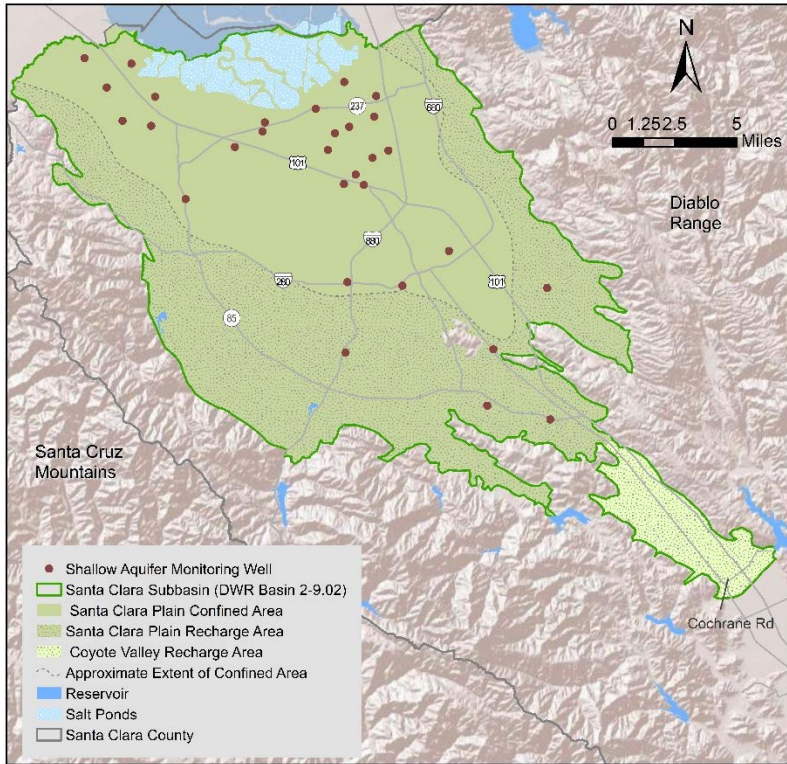 N
0 1.25 2.5 5
Miles
237
680
101
Diablo
Range
880
280
101
85
Santa Cruz
Mountains
Cochrane Rd
Shallow Aquifer Monitoring Well
Santa Clara Subbasin (DWR Basin 2-9.02)
Santa Clara Plain Confined Area
Santa Clara Plain Recharge Area
Coyote Valley Recharge Area
Approximate Extent of Confined Area
Reservoir
Salt Ponds
Santa Clara County